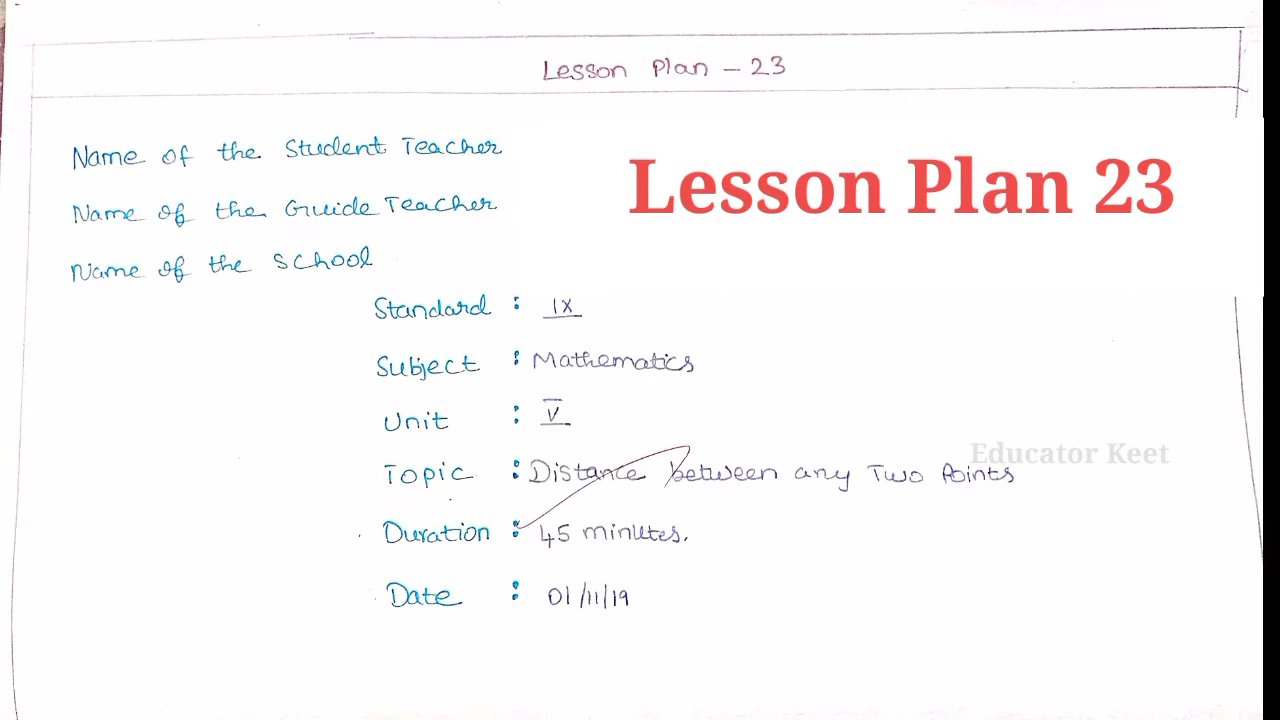 Lesson Plan - 23
Name of the Student Teacher
Lesson Plan 23
Name of the Guide Teacher
Name of the School
Standard : IX
Subject : Mathematics
Unit : V
Educator Keet
Topic : Distance between any Two Points
Duration : 45 minutes.
Date : 01/11/19